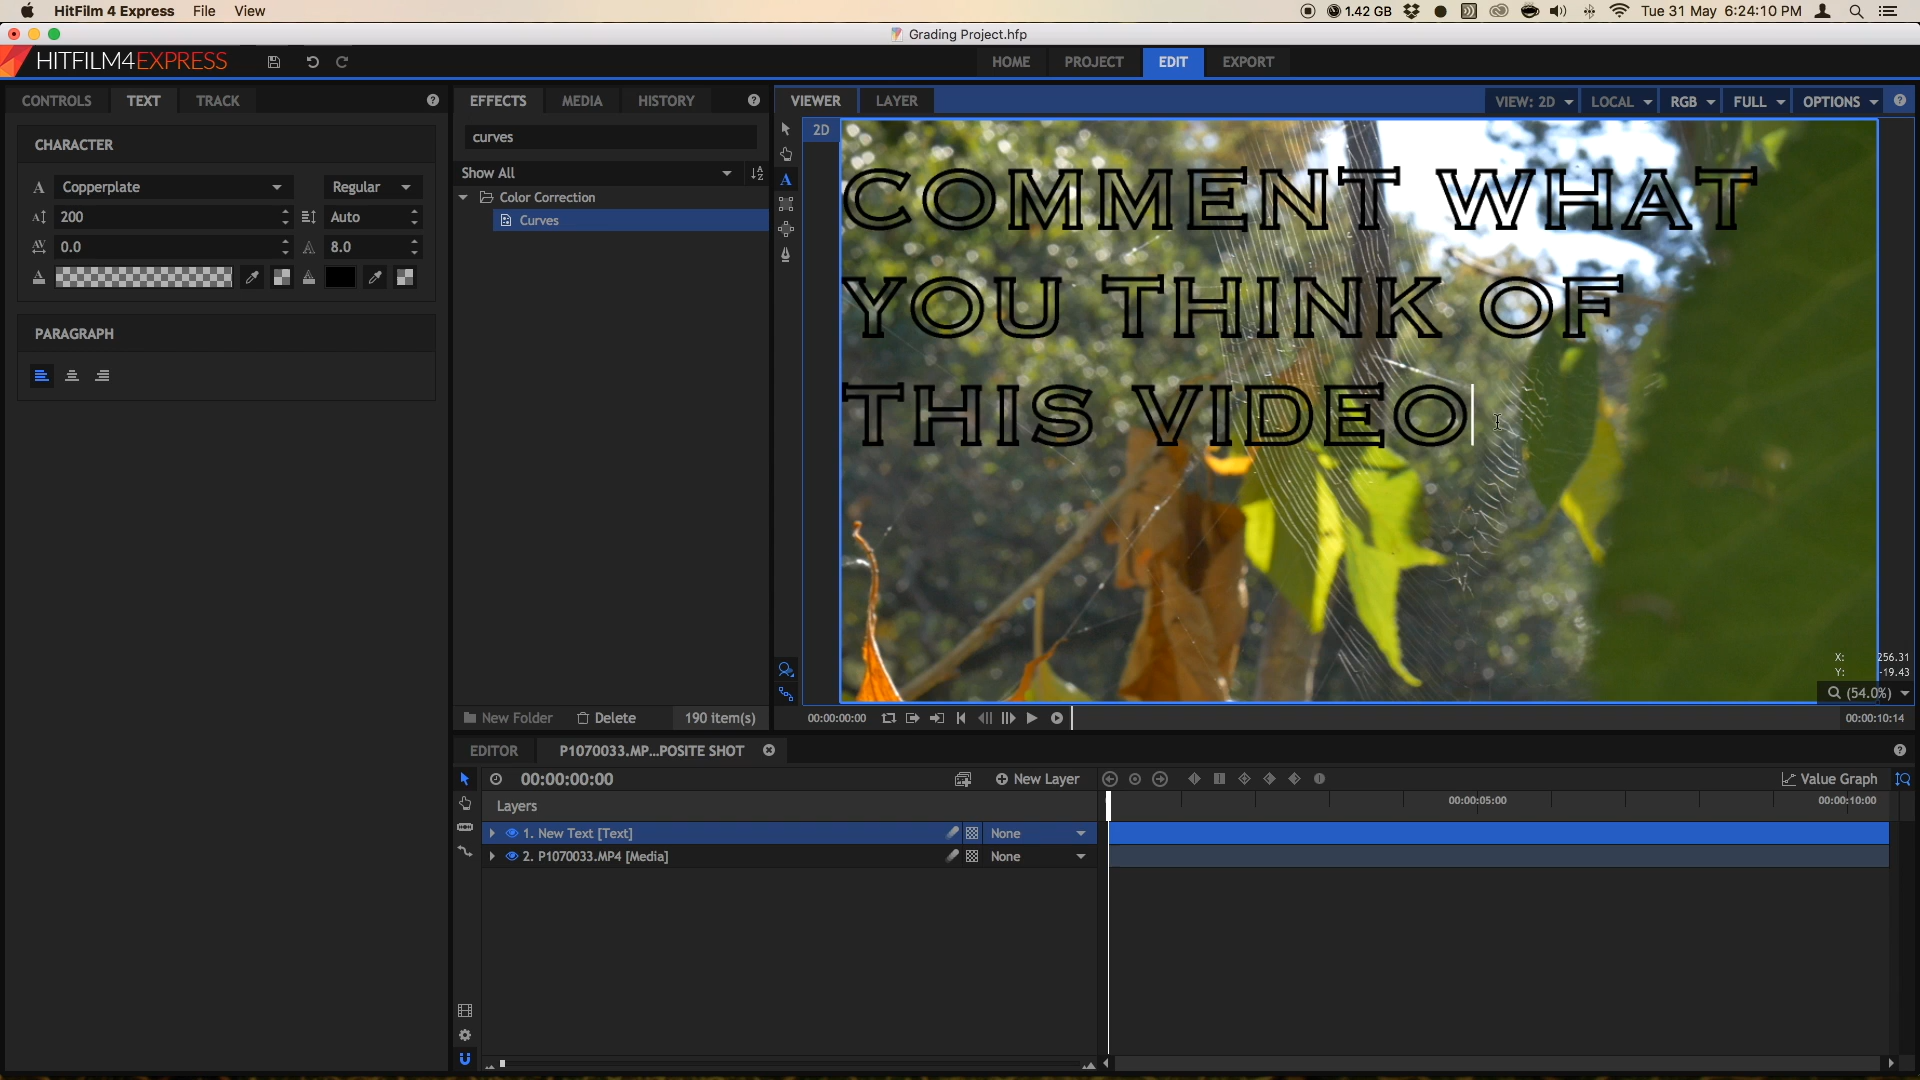 HitFilm 4 Express File View
1.42 GB Tue 31 May 6:24:10 PM
Grading Project.hfp
HITFILM4EXPRESS
HOME PROJECT EDIT EXPORT
CONTROLS TEXT TRACK
EFFECTS MEDIA HISTORY
VIEWER LAYER
VIEW: 2D LOCAL RGB FULL OPTIONS
CHARACTER
Copperplate Regular
200 Auto
0.0 8.0
PARAGRAPH
curves
Show All
Color Correction
Curves
New Folder Delete 190 item(s)
2D
COMMENT WHAT
YOU THINK OF
THIS VIDEO
X: 256.31
Y: -19.43
(54.0%)
00:00:00:00 00:00:10:14
EDITOR P1070033.MP...POSITE SHOT
00:00:00:00 New Layer Value Graph
Layers 00:00:05:00 00:00:10:00
1. New Text [Text] None
2. P1070033.MP4 [Media] None